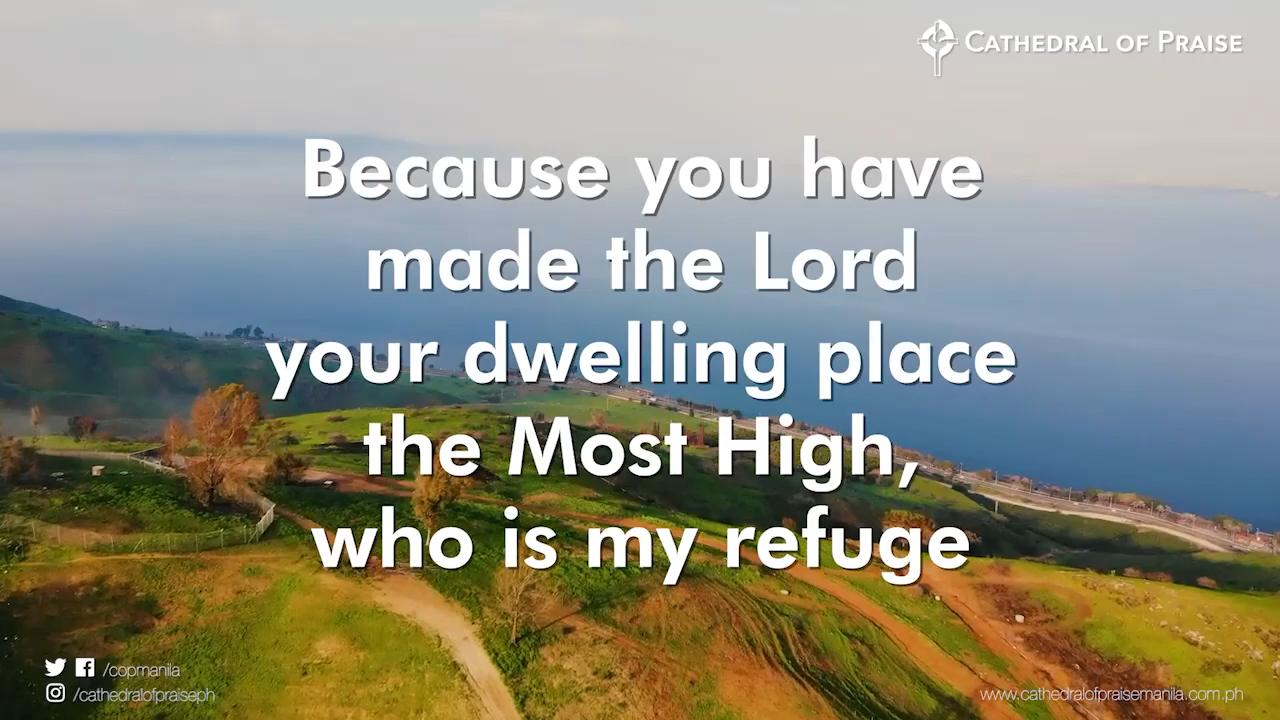 CATHEDRAL OF PRAISE
Because you have
made the Lord
your dwelling place
the Most High,
who is my refuge
/copmanila
/cathedralofpraiseph
www.cathedralofpraisemanila.com.ph